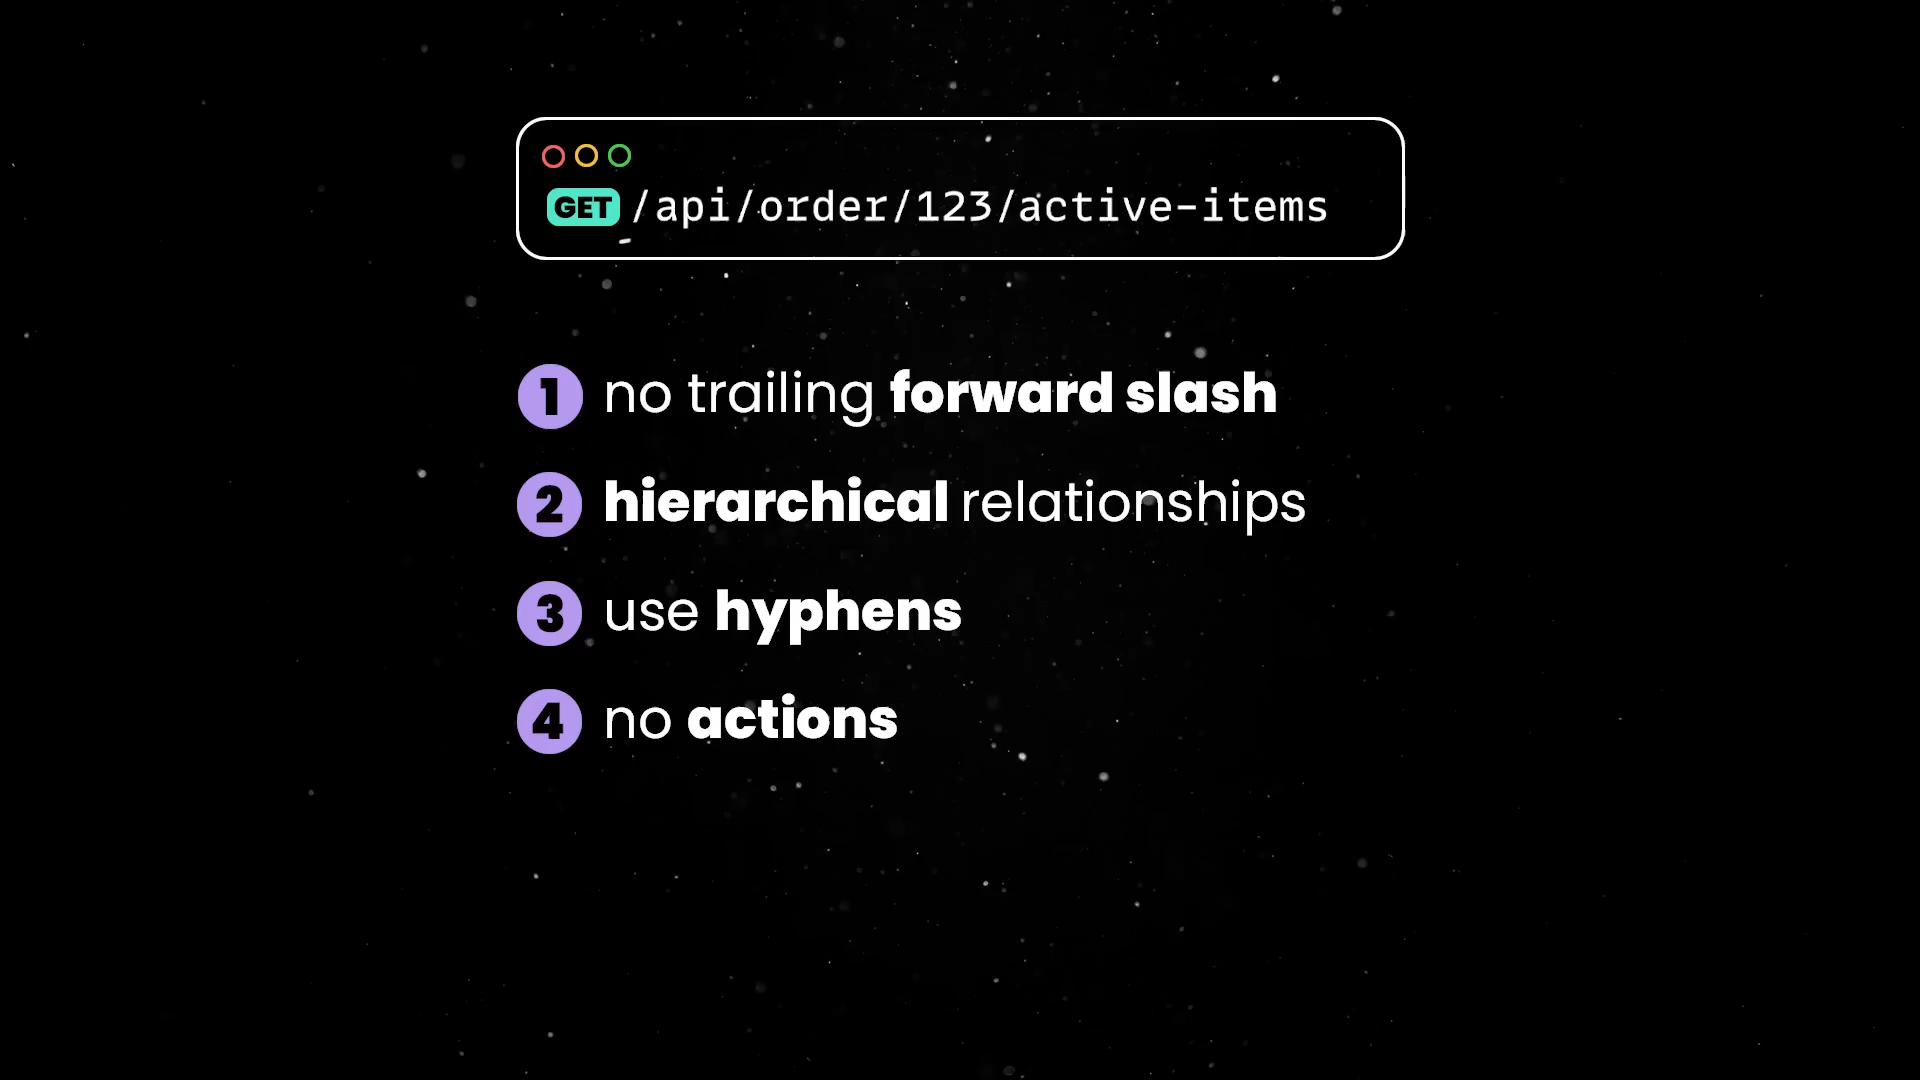 GET /api/order/123/active-items
1 no trailing forward slash
2 hierarchical relationships
3 use hyphens
4 no actions